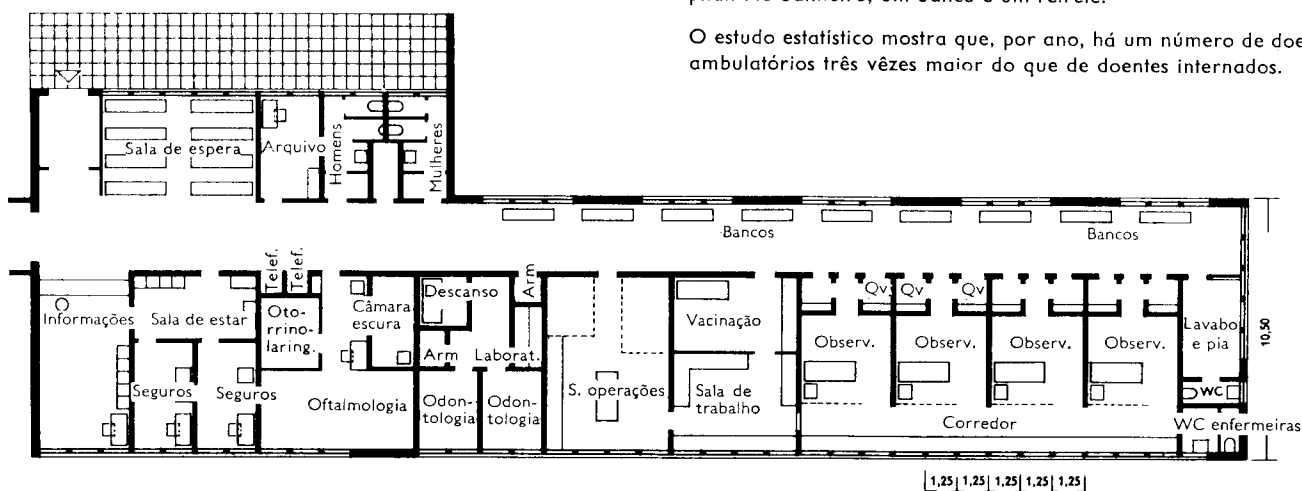 O estudo estatístico mostra que, por ano, há um número de doe
ambulatórios três vêzes maior do que de doentes internados.
Sala de espera
Arquivo
Homens
Mulheres
Bancos
Bancos
Telef.
Telef.
Arm
Informações
Sala de estar
Oto-
rrino-
laring.
Câmara
escura
Descanso
Arm
Laborat.
Seguros
Seguros
Oftalmologia
Odon-
tologia
Odon-
tologia
S. operações
Vacinação
Sala de
trabalho
Qv
Qv
Qv
Observ.
Observ.
Observ.
Observ.
Corredor
Lavabo
e pia
WC
WC enfermeiras
10,50
1,25 1,25 1,25 1,25 1,25